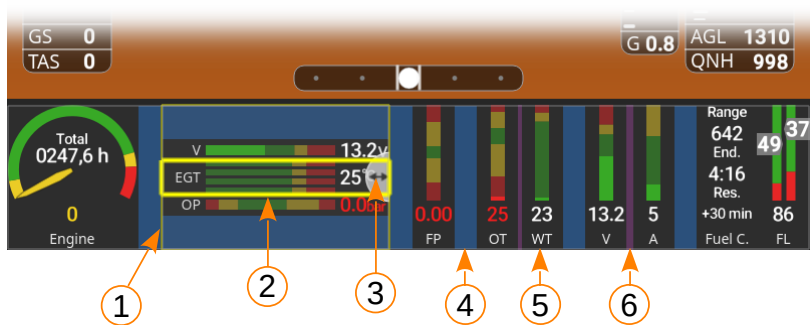 GS 0
TAS 0
G 0.8
AGL 1310
QNH 998
Total
0247,6 h
0
Engine
V 13.2v
EGT 25°
OP 0.0bar
0.00
FP
25
OT
23
WT
13.2
V
5
A
Range
642
End.
4:16
Res.
+30 min
Fuel C.
49
37
86
FL
1
2
3
4
5
6